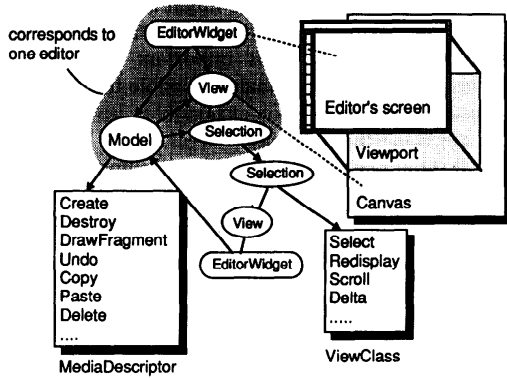 corresponds to
one editor
EditorWidget
View
Selection
Model
Editor's screen
Viewport
Canvas
Selection
View
EditorWidget
Create
Destroy
DrawFragment
Undo
Copy
Paste
Delete
....
MediaDescriptor
Select
Redisplay
Scroll
Delta
.....
ViewClass